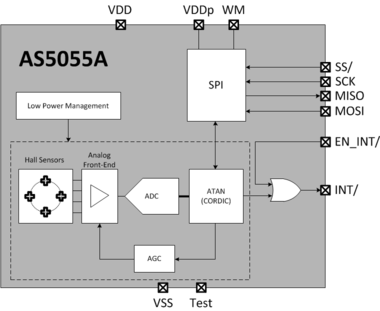 VDD
VDDp
WM
AS5055A
SPI
SS/
SCK
MISO
MOSI
Low Power Management
EN_INT/
Hall Sensors
Analog
Front-End
ADC
ATAN
(CORDIC)
INT/
AGC
VSS
Test